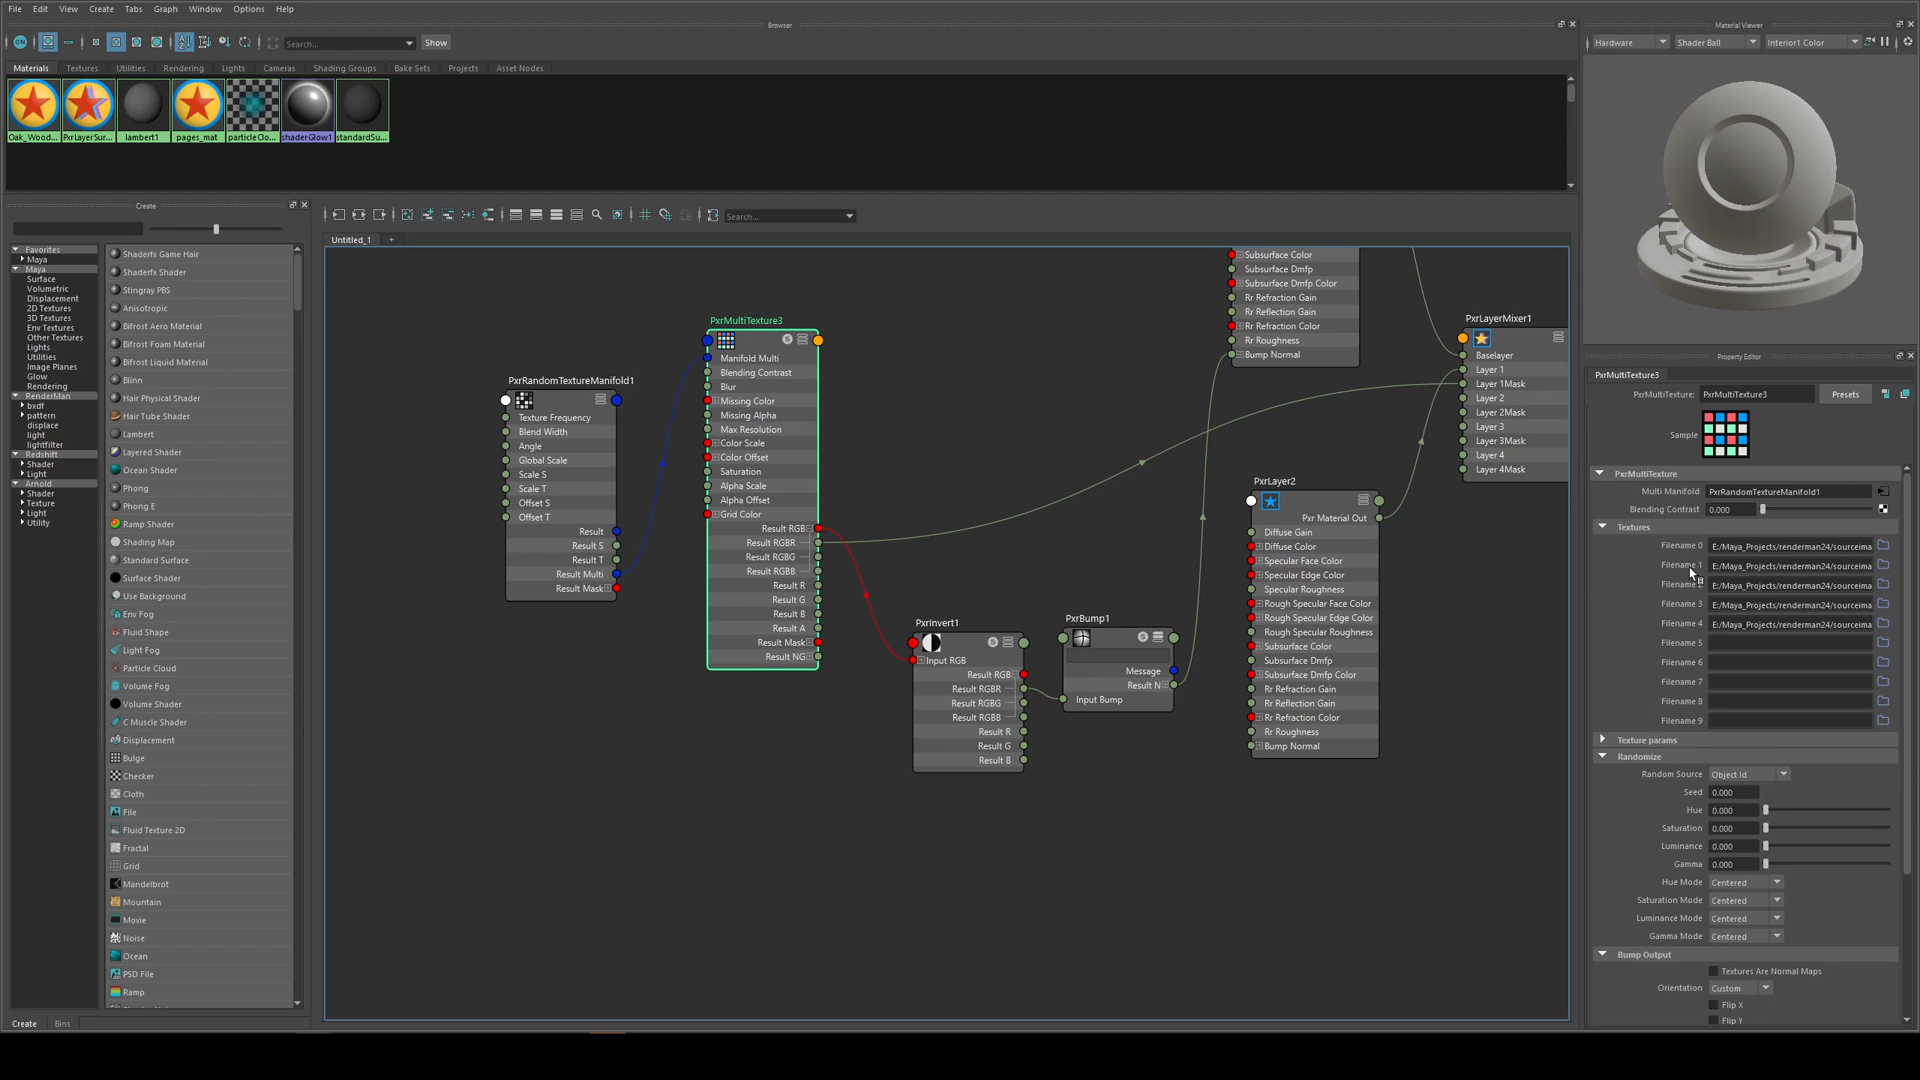 File Edit View Create Tabs Graph Window Options Help
Browser
ON Search... Show
Materials Textures Utilities Rendering Lights Cameras Shading Groups Bake Sets Projects Asset Nodes
Oak_Wood... PxrLayerSur... lambert1 pages_mat particleClo... shaderGlow1 standardSu...
Create
Favorites
Maya
Maya
Surface
Volumetric
Displacement
2D Textures
3D Textures
Env Textures
Other Textures
Lights
Utilities
Image Planes
Glow
Rendering
RenderMan
bxdf
pattern
displace
light
lightfilter
Redshift
Shader
Light
Arnold
Shader
Texture
Light
Utility
Shaderfx Game Hair
Shaderfx Shader
Stingray PBS
Anisotropic
Bifrost Aero Material
Bifrost Foam Material
Bifrost Liquid Material
Blinn
Hair Physical Shader
Hair Tube Shader
Lambert
Layered Shader
Ocean Shader
Phong
Phong E
Ramp Shader
Shading Map
Standard Surface
Surface Shader
Use Background
Env Fog
Fluid Shape
Light Fog
Particle Cloud
Volume Fog
Volume Shader
C Muscle Shader
Displacement
Bulge
Checker
Cloth
File
Fluid Texture 2D
Fractal
Grid
Mandelbrot
Mountain
Movie
Noise
Ocean
PSD File
Ramp
Create Bins
Search...
Untitled_1 +
PxrRandomTextureManifold1
Texture Frequency
Blend Width
Angle
Global Scale
Scale S
Scale T
Offset S
Offset T
Result
Result S
Result T
Result Multi
Result Mask
PxrMultiTexture3
Manifold Multi
Blending Contrast
Blur
Missing Color
Missing Alpha
Max Resolution
Color Scale
Color Offset
Saturation
Alpha Scale
Alpha Offset
Grid Color
Result RGB
Result RGBR
Result RGBG
Result RGBB
Result R
Result G
Result B
Result A
Result Mask
Result NG
PxrInvert1
Input RGB
Result RGB
Result RGBR
Result RGBG
Result RGBB
Result R
Result G
Result B
PxrBump1
Message
Result N
Input Bump
Subsurface Color
Subsurface Dmfp
Subsurface Dmfp Color
Rr Refraction Gain
Rr Reflection Gain
Rr Refraction Color
Rr Roughness
Bump Normal
PxrLayer2
Pxr Material Out
Diffuse Gain
Diffuse Color
Specular Face Color
Specular Edge Color
Specular Roughness
Rough Specular Face Color
Rough Specular Edge Color
Rough Specular Roughness
Subsurface Color
Subsurface Dmfp
Subsurface Dmfp Color
Rr Refraction Gain
Rr Reflection Gain
Rr Refraction Color
Rr Roughness
Bump Normal
PxrLayerMixer1
Baselayer
Layer 1
Layer 1Mask
Layer 2
Layer 2Mask
Layer 3
Layer 3Mask
Layer 4
Layer 4Mask
Material Viewer
Hardware Shader Ball Interior1 Color
Property Editor
PxrMultiTexture3
PxrMultiTexture: PxrMultiTexture3 Presets
Sample
PxrMultiTexture
Multi Manifold PxrRandomTextureManifold1
Blending Contrast 0.000
Textures
Filename 0 E:/Maya_Projects/renderman24/sourceima
Filename 1 E:/Maya_Projects/renderman24/sourceima
Filename E:/Maya_Projects/renderman24/sourceima
Filename 3 E:/Maya_Projects/renderman24/sourceima
Filename 4 E:/Maya_Projects/renderman24/sourceima
Filename 5
Filename 6
Filename 7
Filename 8
Filename 9
Texture params
Randomize
Random Source Object Id
Seed 0.000
Hue 0.000
Saturation 0.000
Luminance 0.000
Gamma 0.000
Hue Mode Centered
Saturation Mode Centered
Luminance Mode Centered
Gamma Mode Centered
Bump Output
Textures Are Normal Maps
Orientation Custom
Flip X
Flip Y